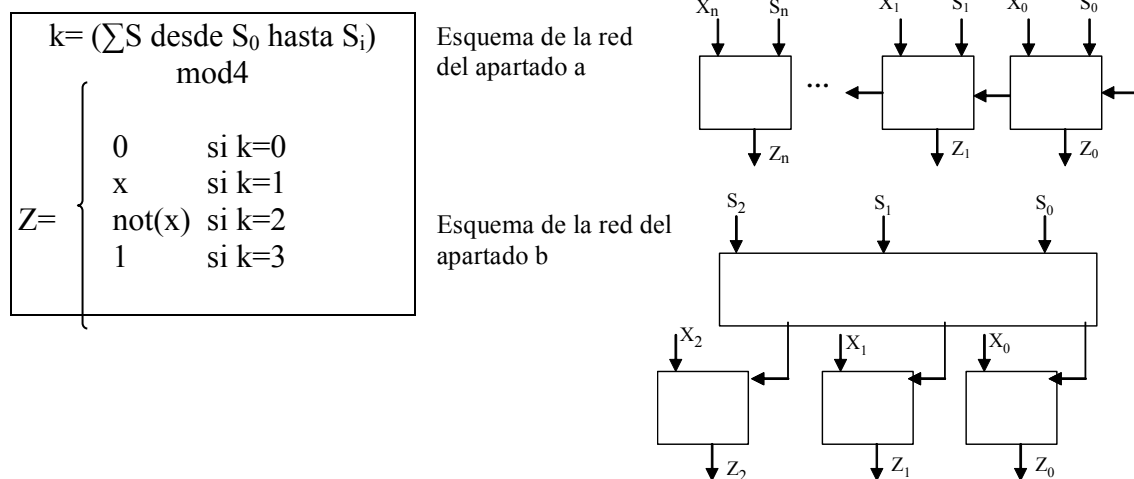 k= (∑S desde S₀ hasta Sᵢ)
mod4
0 si k=0
x si k=1
Z= not(x) si k=2
1 si k=3
Esquema de la red
del apartado a
Xₙ Sₙ X₁ S₁ X₀ S₀
...
Zₙ Z₁ Z₀
Esquema de la red del
apartado b
S₂ S₁ S₀
X₂ X₁ X₀
Z₂ Z₁ Z₀